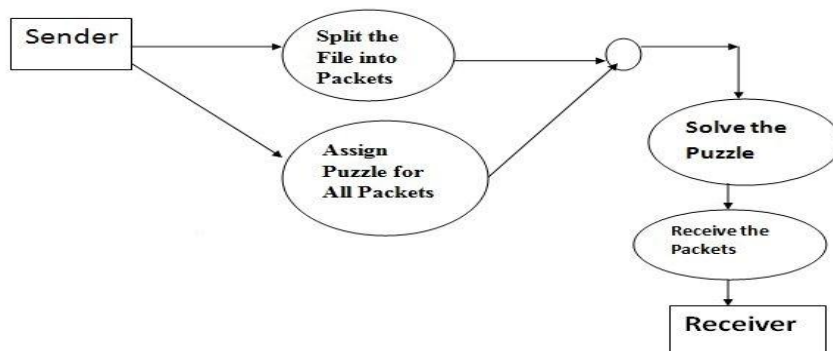 Sender
Split the
File into
Packets
Assign
Puzzle for
All Packets
Solve the
Puzzle
Receive the
Packets
Receiver